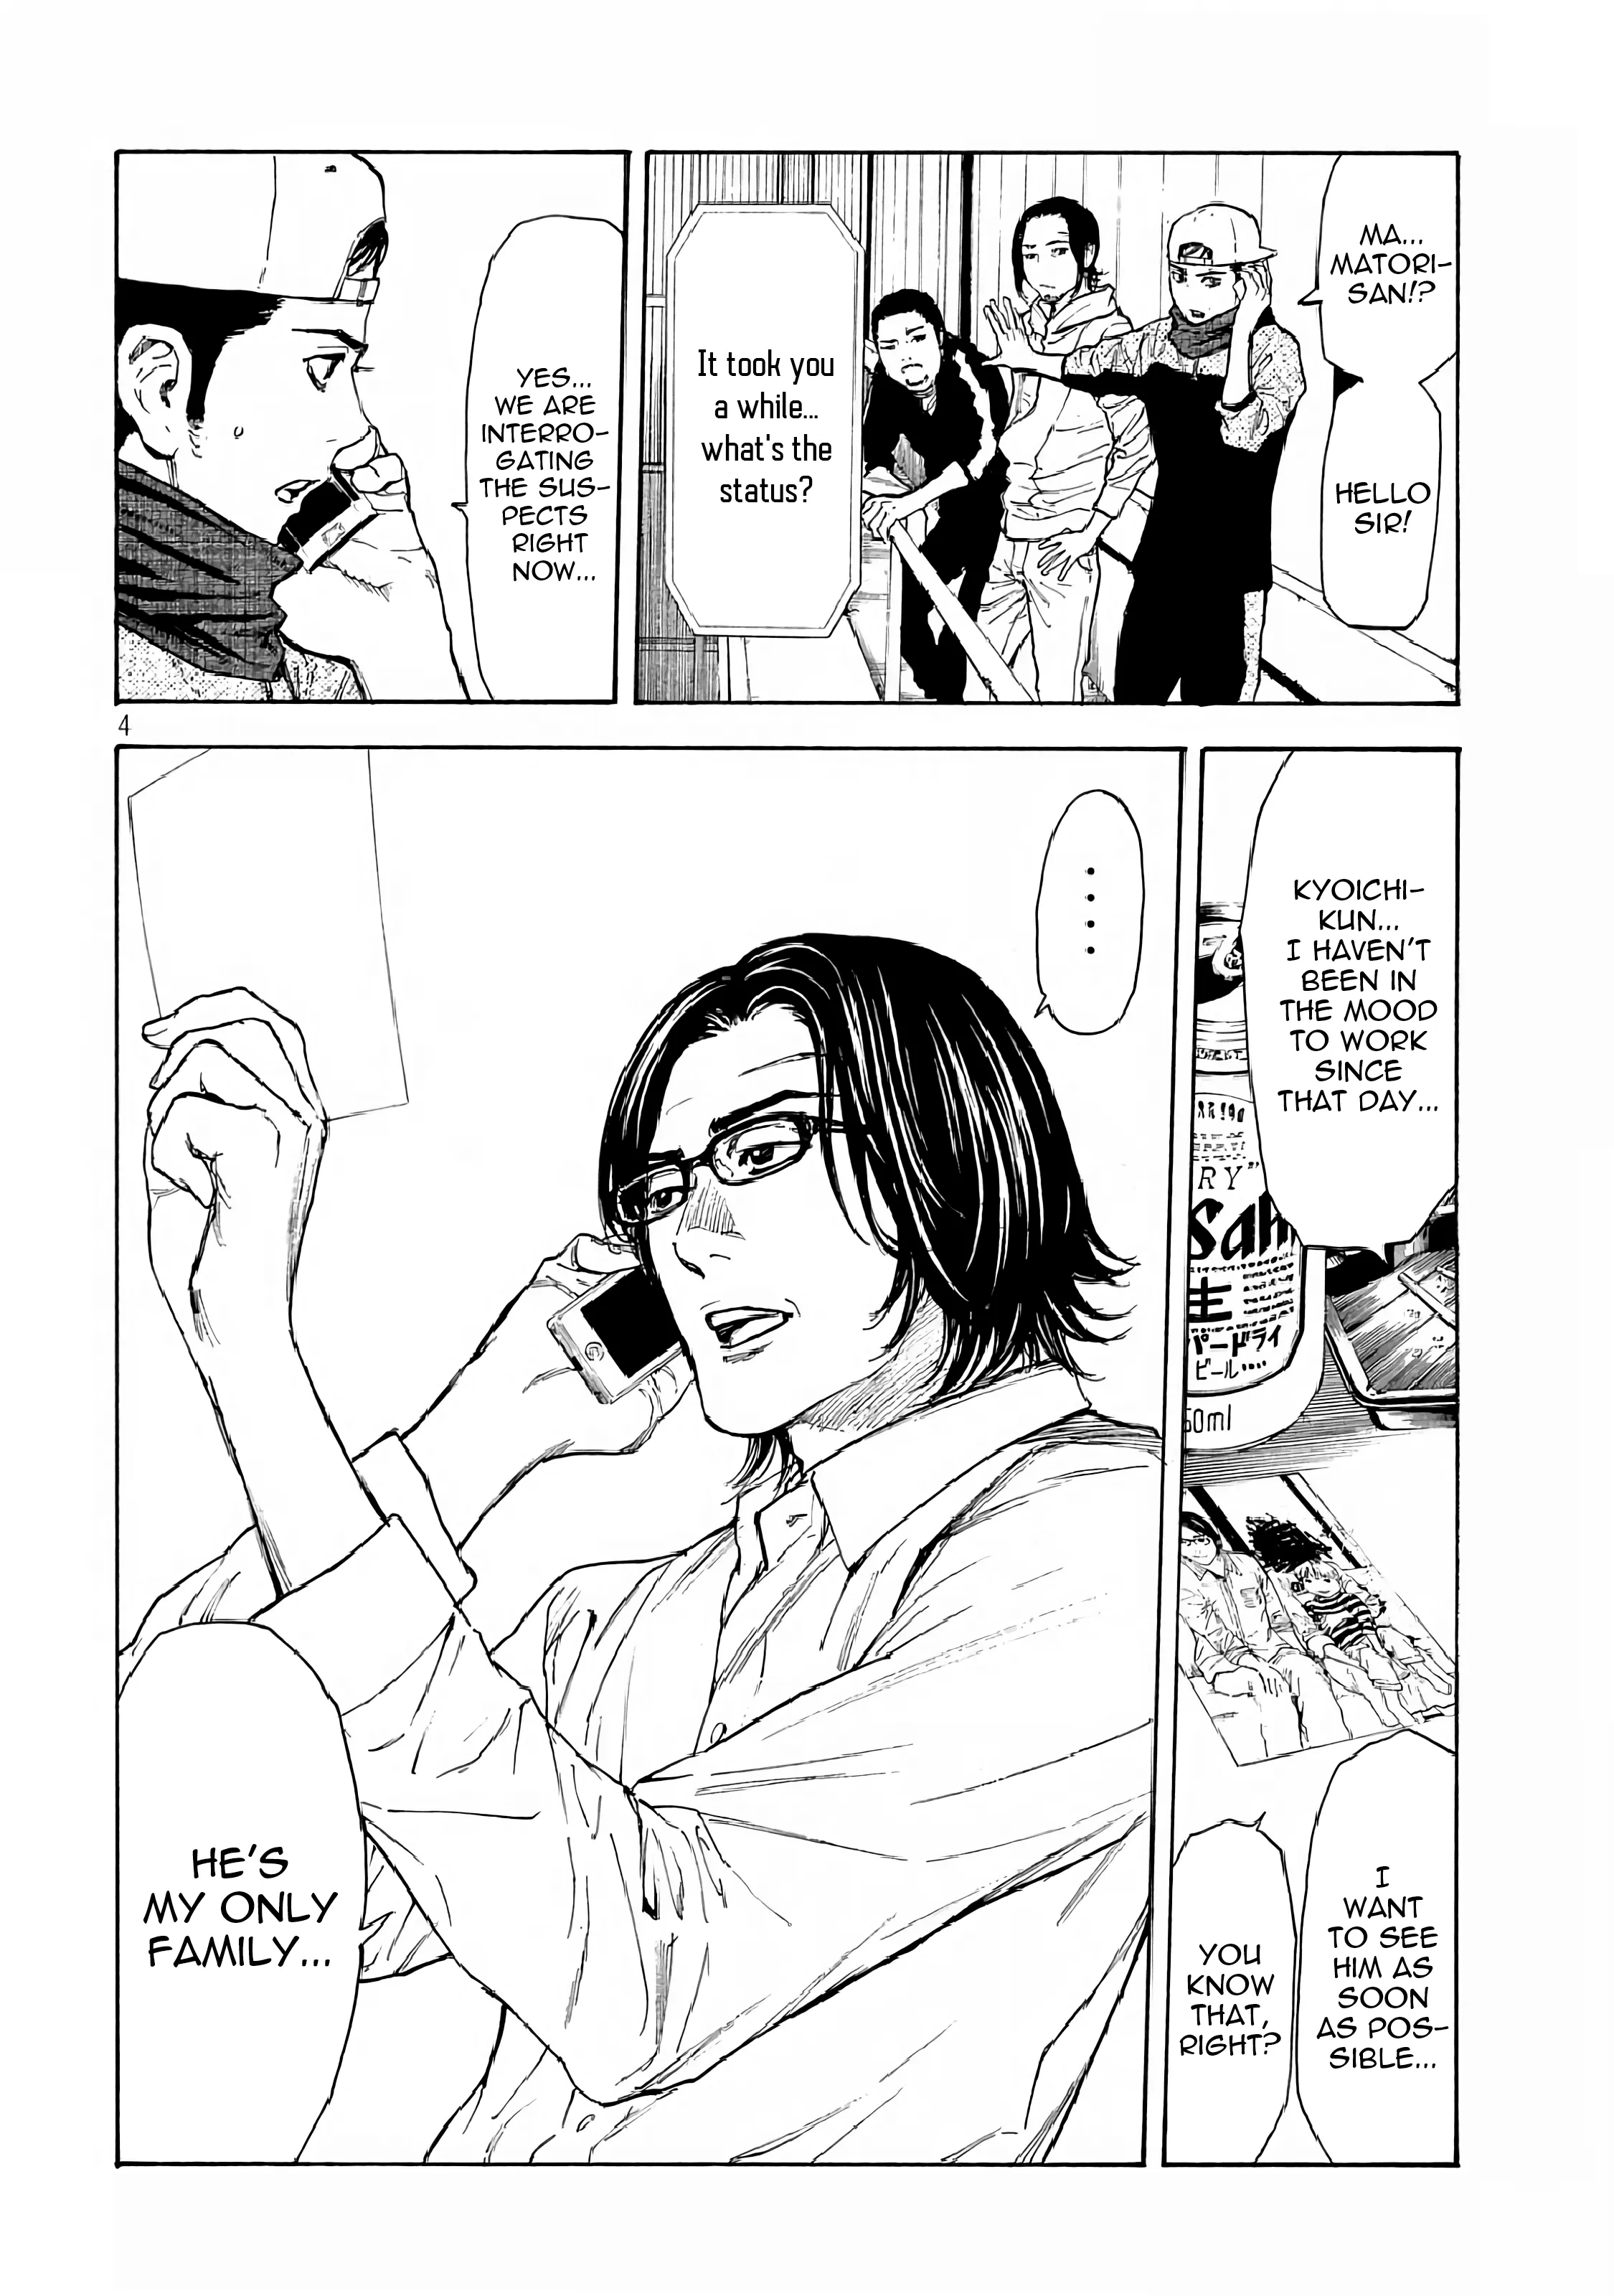 MA...
MATORI-
SAN!?
HELLO
SIR!
It took you
a while...
what's the
status?
YES...
WE ARE
INTERRO-
GATING
THE SUS-
PECTS
RIGHT
NOW...
4
KYOICHI-
KUN...
I HAVEN'T
BEEN IN
THE MOOD
TO WORK
SINCE
THAT DAY...
RY"
Sah
生
パードライ
ビール
50ml
I
WANT
TO SEE
HIM AS
SOON
AS POS-
SIBLE...
YOU
KNOW
THAT,
RIGHT?
....
HE'S
MY ONLY
FAMILY...